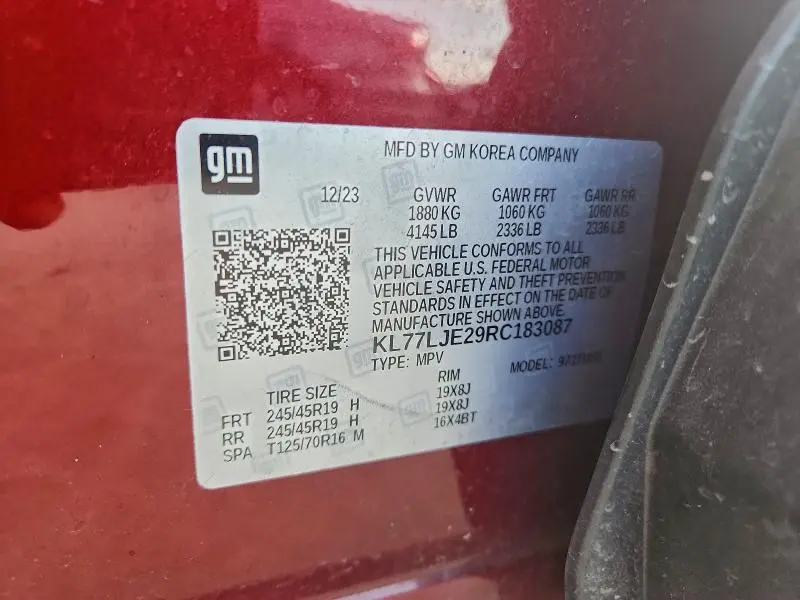 gm
MFD BY GM KOREA COMPANY
12/23 GVWR GAWR FRT GAWR RR
1880 KG 1060 KG 1060 KG
4145 LB 2336 LB 2336 LB
THIS VEHICLE CONFORMS TO ALL
APPLICABLE U.S. FEDERAL MOTOR
VEHICLE SAFETY AND THEFT PREVENTION
STANDARDS IN EFFECT ON THE DATE OF
MANUFACTURE SHOWN ABOVE.
KL77LJE29RC183087
TYPE: MPV MODEL:
TIRE SIZE RIM
FRT 245/45R19 H 19X8J
RR 245/45R19 H 19X8J
SPA T125/70R16 M 16X4BT